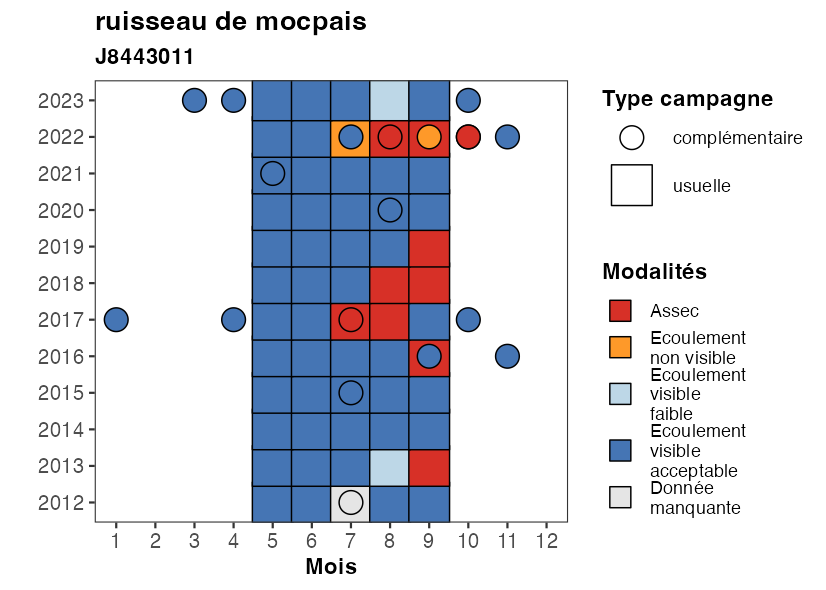 ruisseau de mocpais
J8443011
2023
2022
2021
2020
2019
2018
2017
2016
2015
2014
2013
2012
1 2 3 4 5 6 7 8 9 10 11 12
Mois
Type campagne
complémentaire
usuelle
Modalités
Assec
Ecoulement
non visible
Ecoulement
visible
faible
Ecoulement
visible
acceptable
Donnée
manquante